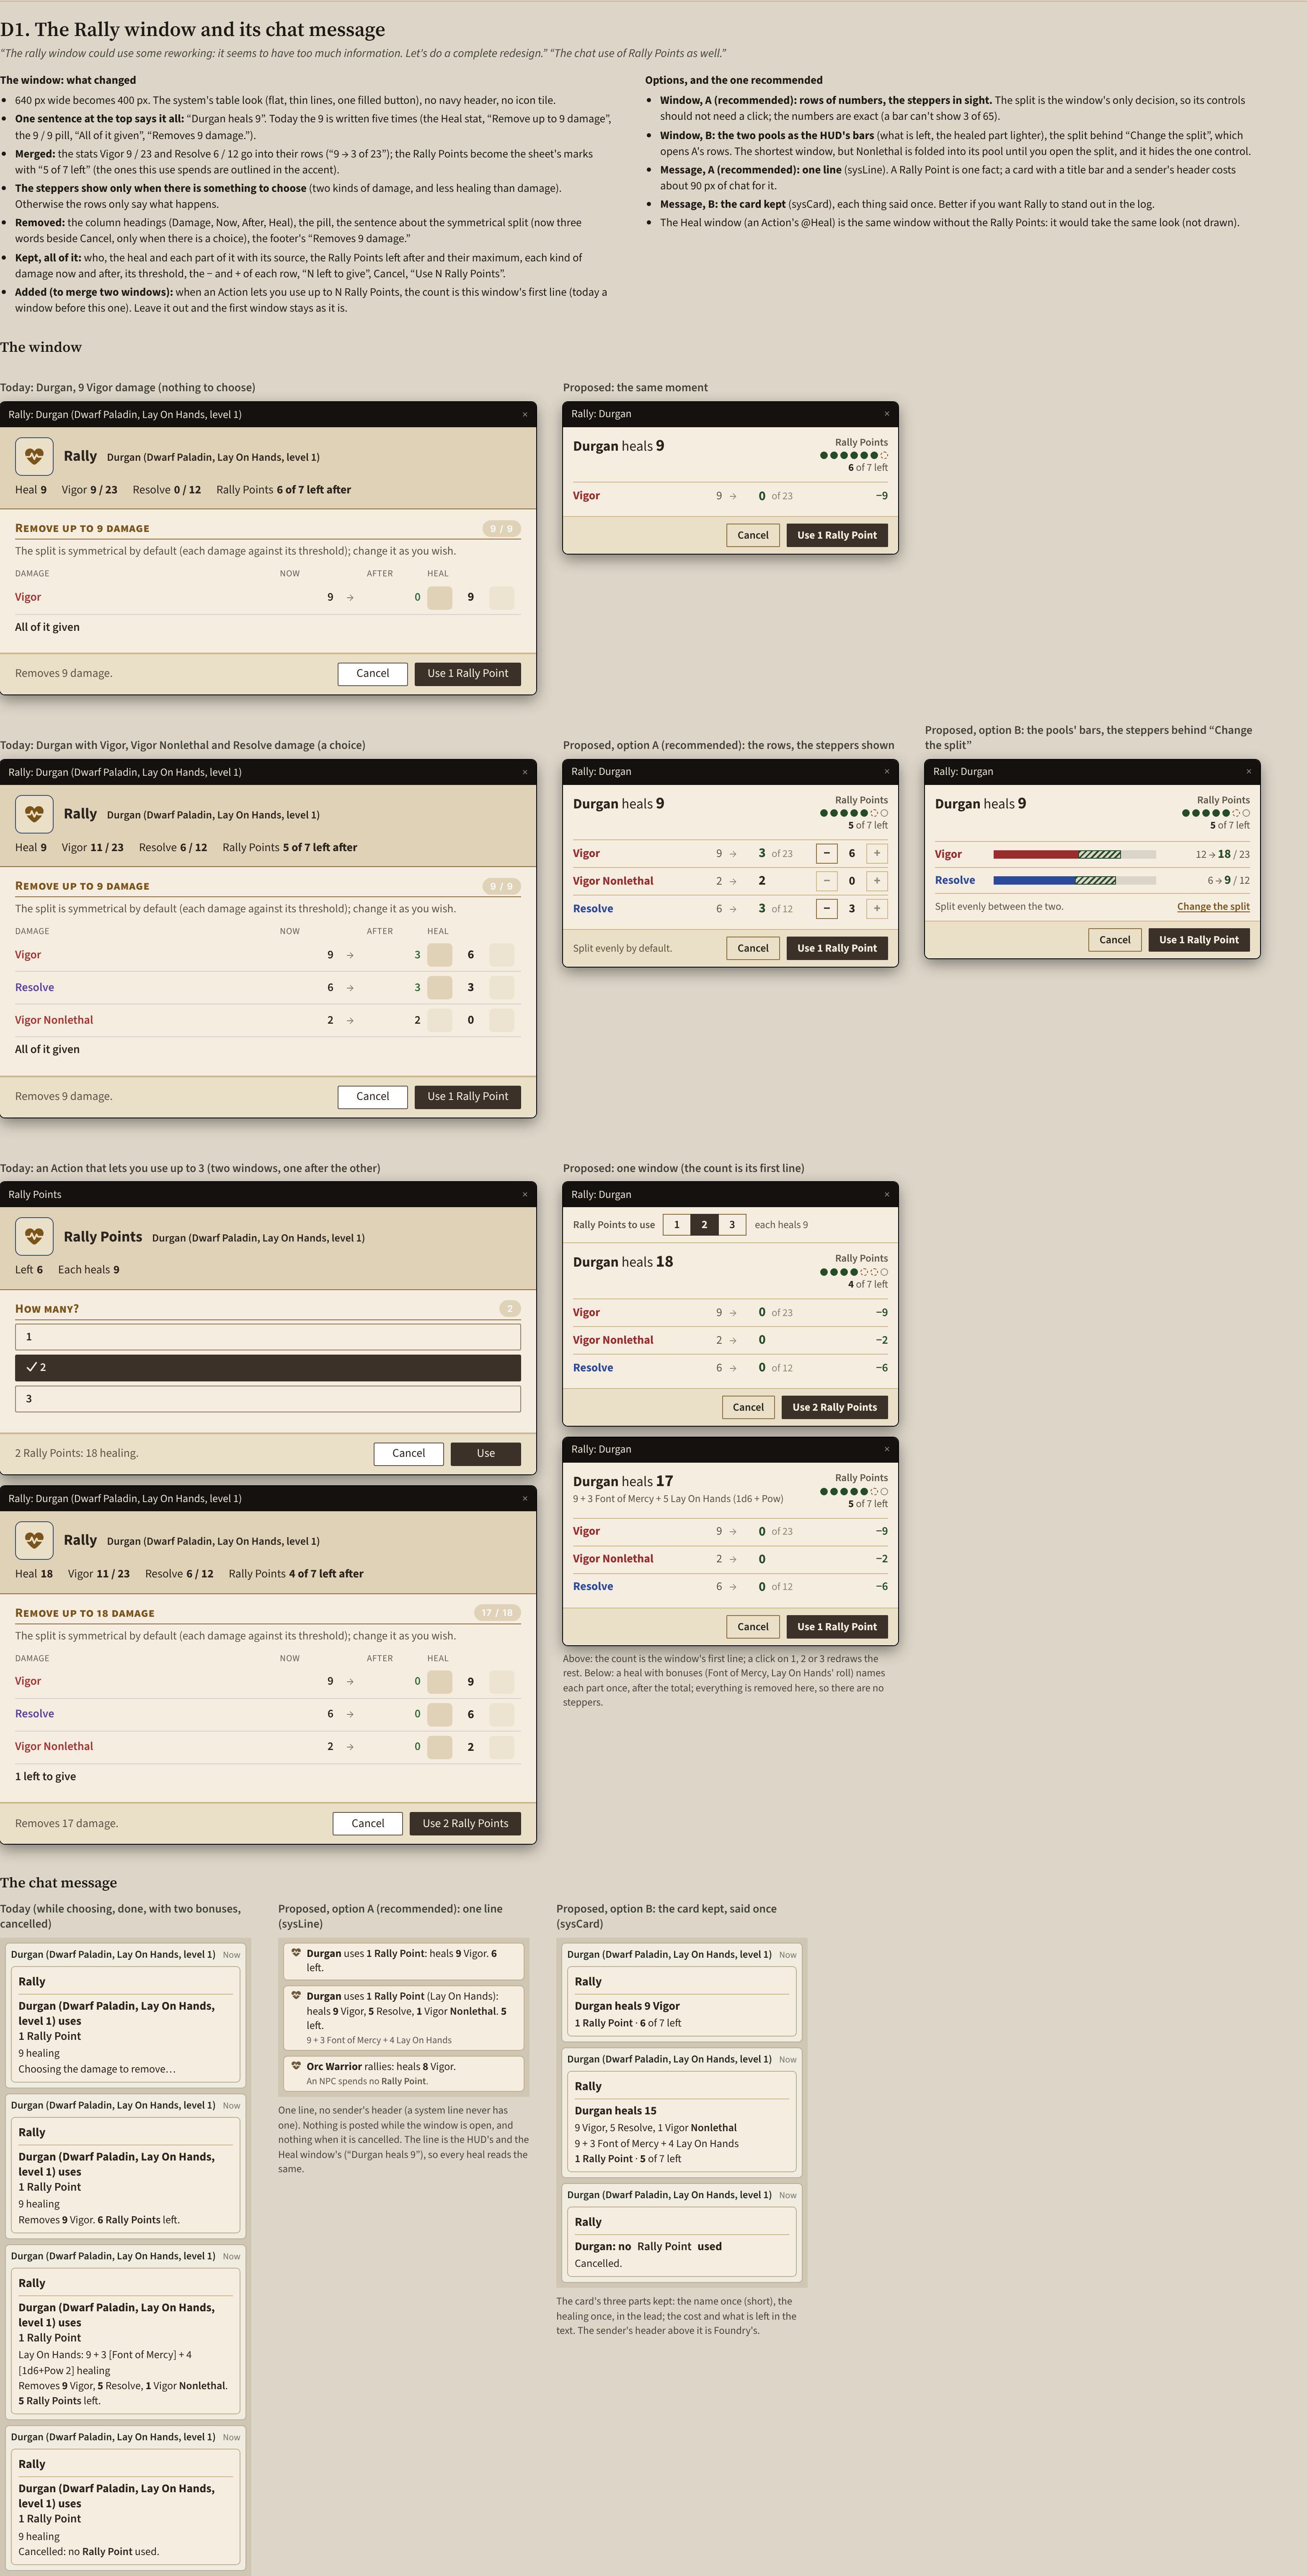 D1. The Rally window and its chat message
“The rally window could use some reworking: it seems to have too much information. Let's do a complete redesign.” “The chat use of Rally Points as well.”
The window: what changed
• 640 px wide becomes 400 px. The system's table look (flat, thin lines, one filled button), no navy header, no icon tile.
• One sentence at the top says it all: “Durgan heals 9”. Today the 9 is written five times (the Heal stat, “Remove up to 9 damage”,
the 9 / 9 pill, “All of it given”, “Removes 9 damage.”).
• Merged: the stats Vigor 9 / 23 and Resolve 6 / 12 go into their rows (“9 → 3 of 23”); the Rally Points become the sheet's marks
with “5 of 7 left” (the ones this use spends are outlined in the accent).
• The steppers show only when there is something to choose (two kinds of damage, and less healing than damage).
Otherwise the rows only say what happens.
• Removed: the column headings (Damage, Now, After, Heal), the pill, the sentence about the symmetrical split (now three
words beside Cancel, only when there is a choice), the footer's “Removes 9 damage.”
• Kept, all of it: who, the heal and each part of it with its source, the Rally Points left after and their maximum, each kind of
damage now and after, its threshold, the − and + of each row, “N left to give”, Cancel, “Use N Rally Points”.
• Added (to merge two windows): when an Action lets you use up to N Rally Points, the count is this window's first line (today a
window before this one). Leave it out and the first window stays as it is.
Options, and the one recommended
• Window, A (recommended): rows of numbers, the steppers in sight. The split is the window's only decision, so its controls
should not need a click; the numbers are exact (a bar can't show 3 of 65).
• Window, B: the two pools as the HUD's bars (what is left, the healed part lighter), the split behind “Change the split”, which
opens A's rows. The shortest window, but Nonlethal is folded into its pool until you open the split, and it hides the one control.
• Message, A (recommended): one line (sysLine). A Rally Point is one fact; a card with a title bar and a sender's header costs
about 90 px of chat for it.
• Message, B: the card kept (sysCard), each thing said once. Better if you want Rally to stand out in the log.
• The Heal window (an Action's @Heal) is the same window without the Rally Points: it would take the same look (not drawn).
The window
Today: Durgan, 9 Vigor damage (nothing to choose)
Rally: Durgan (Dwarf Paladin, Lay On Hands, level 1) ×
Rally Durgan (Dwarf Paladin, Lay On Hands, level 1)
Heal 9 Vigor 9 / 23 Resolve 0 / 12 Rally Points 6 of 7 left after
REMOVE UP TO 9 DAMAGE 9 / 9
The split is symmetrical by default (each damage against its threshold); change it as you wish.
DAMAGE NOW AFTER HEAL
Vigor 9 → 0 9
All of it given
Removes 9 damage. Cancel Use 1 Rally Point
Proposed: the same moment
Rally: Durgan ×
Durgan heals 9 Rally Points
6 of 7 left
Vigor 9 → 0 of 23 −9
Cancel Use 1 Rally Point
Today: Durgan with Vigor, Vigor Nonlethal and Resolve damage (a choice)
Rally: Durgan (Dwarf Paladin, Lay On Hands, level 1) ×
Rally Durgan (Dwarf Paladin, Lay On Hands, level 1)
Heal 9 Vigor 11 / 23 Resolve 6 / 12 Rally Points 5 of 7 left after
REMOVE UP TO 9 DAMAGE 9 / 9
The split is symmetrical by default (each damage against its threshold); change it as you wish.
DAMAGE NOW AFTER HEAL
Vigor 9 → 3 6
Resolve 6 → 3 3
Vigor Nonlethal 2 → 2 0
All of it given
Removes 9 damage. Cancel Use 1 Rally Point
Proposed, option A (recommended): the rows, the steppers shown
Rally: Durgan ×
Durgan heals 9 Rally Points
5 of 7 left
Vigor 9 → 3 of 23 − 6 +
Vigor Nonlethal 2 → 2 − 0 +
Resolve 6 → 3 of 12 − 3 +
Split evenly by default. Cancel Use 1 Rally Point
Proposed, option B: the pools' bars, the steppers behind “Change
the split”
Rally: Durgan ×
Durgan heals 9 Rally Points
5 of 7 left
Vigor 12 → 18 / 23
Resolve 6 → 9 / 12
Split evenly between the two. Change the split
Cancel Use 1 Rally Point
Today: an Action that lets you use up to 3 (two windows, one after the other)
Rally Points ×
Rally Points Durgan (Dwarf Paladin, Lay On Hands, level 1)
Left 6 Each heals 9
HOW MANY? 2
1
✓ 2
3
2 Rally Points: 18 healing. Cancel Use
Rally: Durgan (Dwarf Paladin, Lay On Hands, level 1) ×
Rally Durgan (Dwarf Paladin, Lay On Hands, level 1)
Heal 18 Vigor 11 / 23 Resolve 6 / 12 Rally Points 4 of 7 left after
REMOVE UP TO 18 DAMAGE 17 / 18
The split is symmetrical by default (each damage against its threshold); change it as you wish.
DAMAGE NOW AFTER HEAL
Vigor 9 → 0 9
Resolve 6 → 0 6
Vigor Nonlethal 2 → 0 2
1 left to give
Removes 17 damage. Cancel Use 2 Rally Points
Proposed: one window (the count is its first line)
Rally: Durgan ×
Rally Points to use 1 2 3 each heals 9
Durgan heals 18 Rally Points
4 of 7 left
Vigor 9 → 0 of 23 −9
Vigor Nonlethal 2 → 0 −2
Resolve 6 → 0 of 12 −6
Cancel Use 2 Rally Points
Rally: Durgan ×
Durgan heals 17 Rally Points
9 + 3 Font of Mercy + 5 Lay On Hands (1d6 + Pow)
5 of 7 left
Vigor 9 → 0 of 23 −9
Vigor Nonlethal 2 → 0 −2
Resolve 6 → 0 of 12 −6
Cancel Use 1 Rally Point
Above: the count is the window's first line; a click on 1, 2 or 3 redraws the
rest. Below: a heal with bonuses (Font of Mercy, Lay On Hands' roll) names
each part once, after the total; everything is removed here, so there are no
steppers.
The chat message
Today (while choosing, done, with two bonuses,
cancelled)
Durgan (Dwarf Paladin, Lay On Hands, level 1) Now
Rally
Durgan (Dwarf Paladin, Lay On Hands,
level 1) uses
1 Rally Point
9 healing
Choosing the damage to remove…
Durgan (Dwarf Paladin, Lay On Hands, level 1) Now
Rally
Durgan (Dwarf Paladin, Lay On Hands,
level 1) uses
1 Rally Point
9 healing
Removes 9 Vigor. 6 Rally Points left.
Durgan (Dwarf Paladin, Lay On Hands, level 1) Now
Rally
Durgan (Dwarf Paladin, Lay On Hands,
level 1) uses
1 Rally Point
Lay On Hands: 9 + 3 [Font of Mercy] + 4
[1d6+Pow 2] healing
Removes 9 Vigor, 5 Resolve, 1 Vigor Nonlethal.
5 Rally Points left.
Durgan (Dwarf Paladin, Lay On Hands, level 1) Now
Rally
Durgan (Dwarf Paladin, Lay On Hands,
level 1) uses
1 Rally Point
9 healing
Cancelled: no Rally Point used.
Proposed, option A (recommended): one line
(sysLine)
Durgan uses 1 Rally Point: heals 9 Vigor. 6
left.
Durgan uses 1 Rally Point (Lay On Hands):
heals 9 Vigor, 5 Resolve, 1 Vigor Nonlethal. 5
left.
9 + 3 Font of Mercy + 4 Lay On Hands
Orc Warrior rallies: heals 8 Vigor.
An NPC spends no Rally Point.
One line, no sender's header (a system line never has
one). Nothing is posted while the window is open, and
nothing when it is cancelled. The line is the HUD's and the
Heal window's (“Durgan heals 9”), so every heal reads the
same.
Proposed, option B: the card kept, said once
(sysCard)
Durgan (Dwarf Paladin, Lay On Hands, level 1) Now
Rally
Durgan heals 9 Vigor
1 Rally Point · 6 of 7 left
Durgan (Dwarf Paladin, Lay On Hands, level 1) Now
Rally
Durgan heals 15
9 Vigor, 5 Resolve, 1 Vigor Nonlethal
9 + 3 Font of Mercy + 4 Lay On Hands
1 Rally Point · 5 of 7 left
Durgan (Dwarf Paladin, Lay On Hands, level 1) Now
Rally
Durgan: no Rally Point used
Cancelled.
The card's three parts kept: the name once (short), the
healing once, in the lead; the cost and what is left in the
text. The sender's header above it is Foundry's.